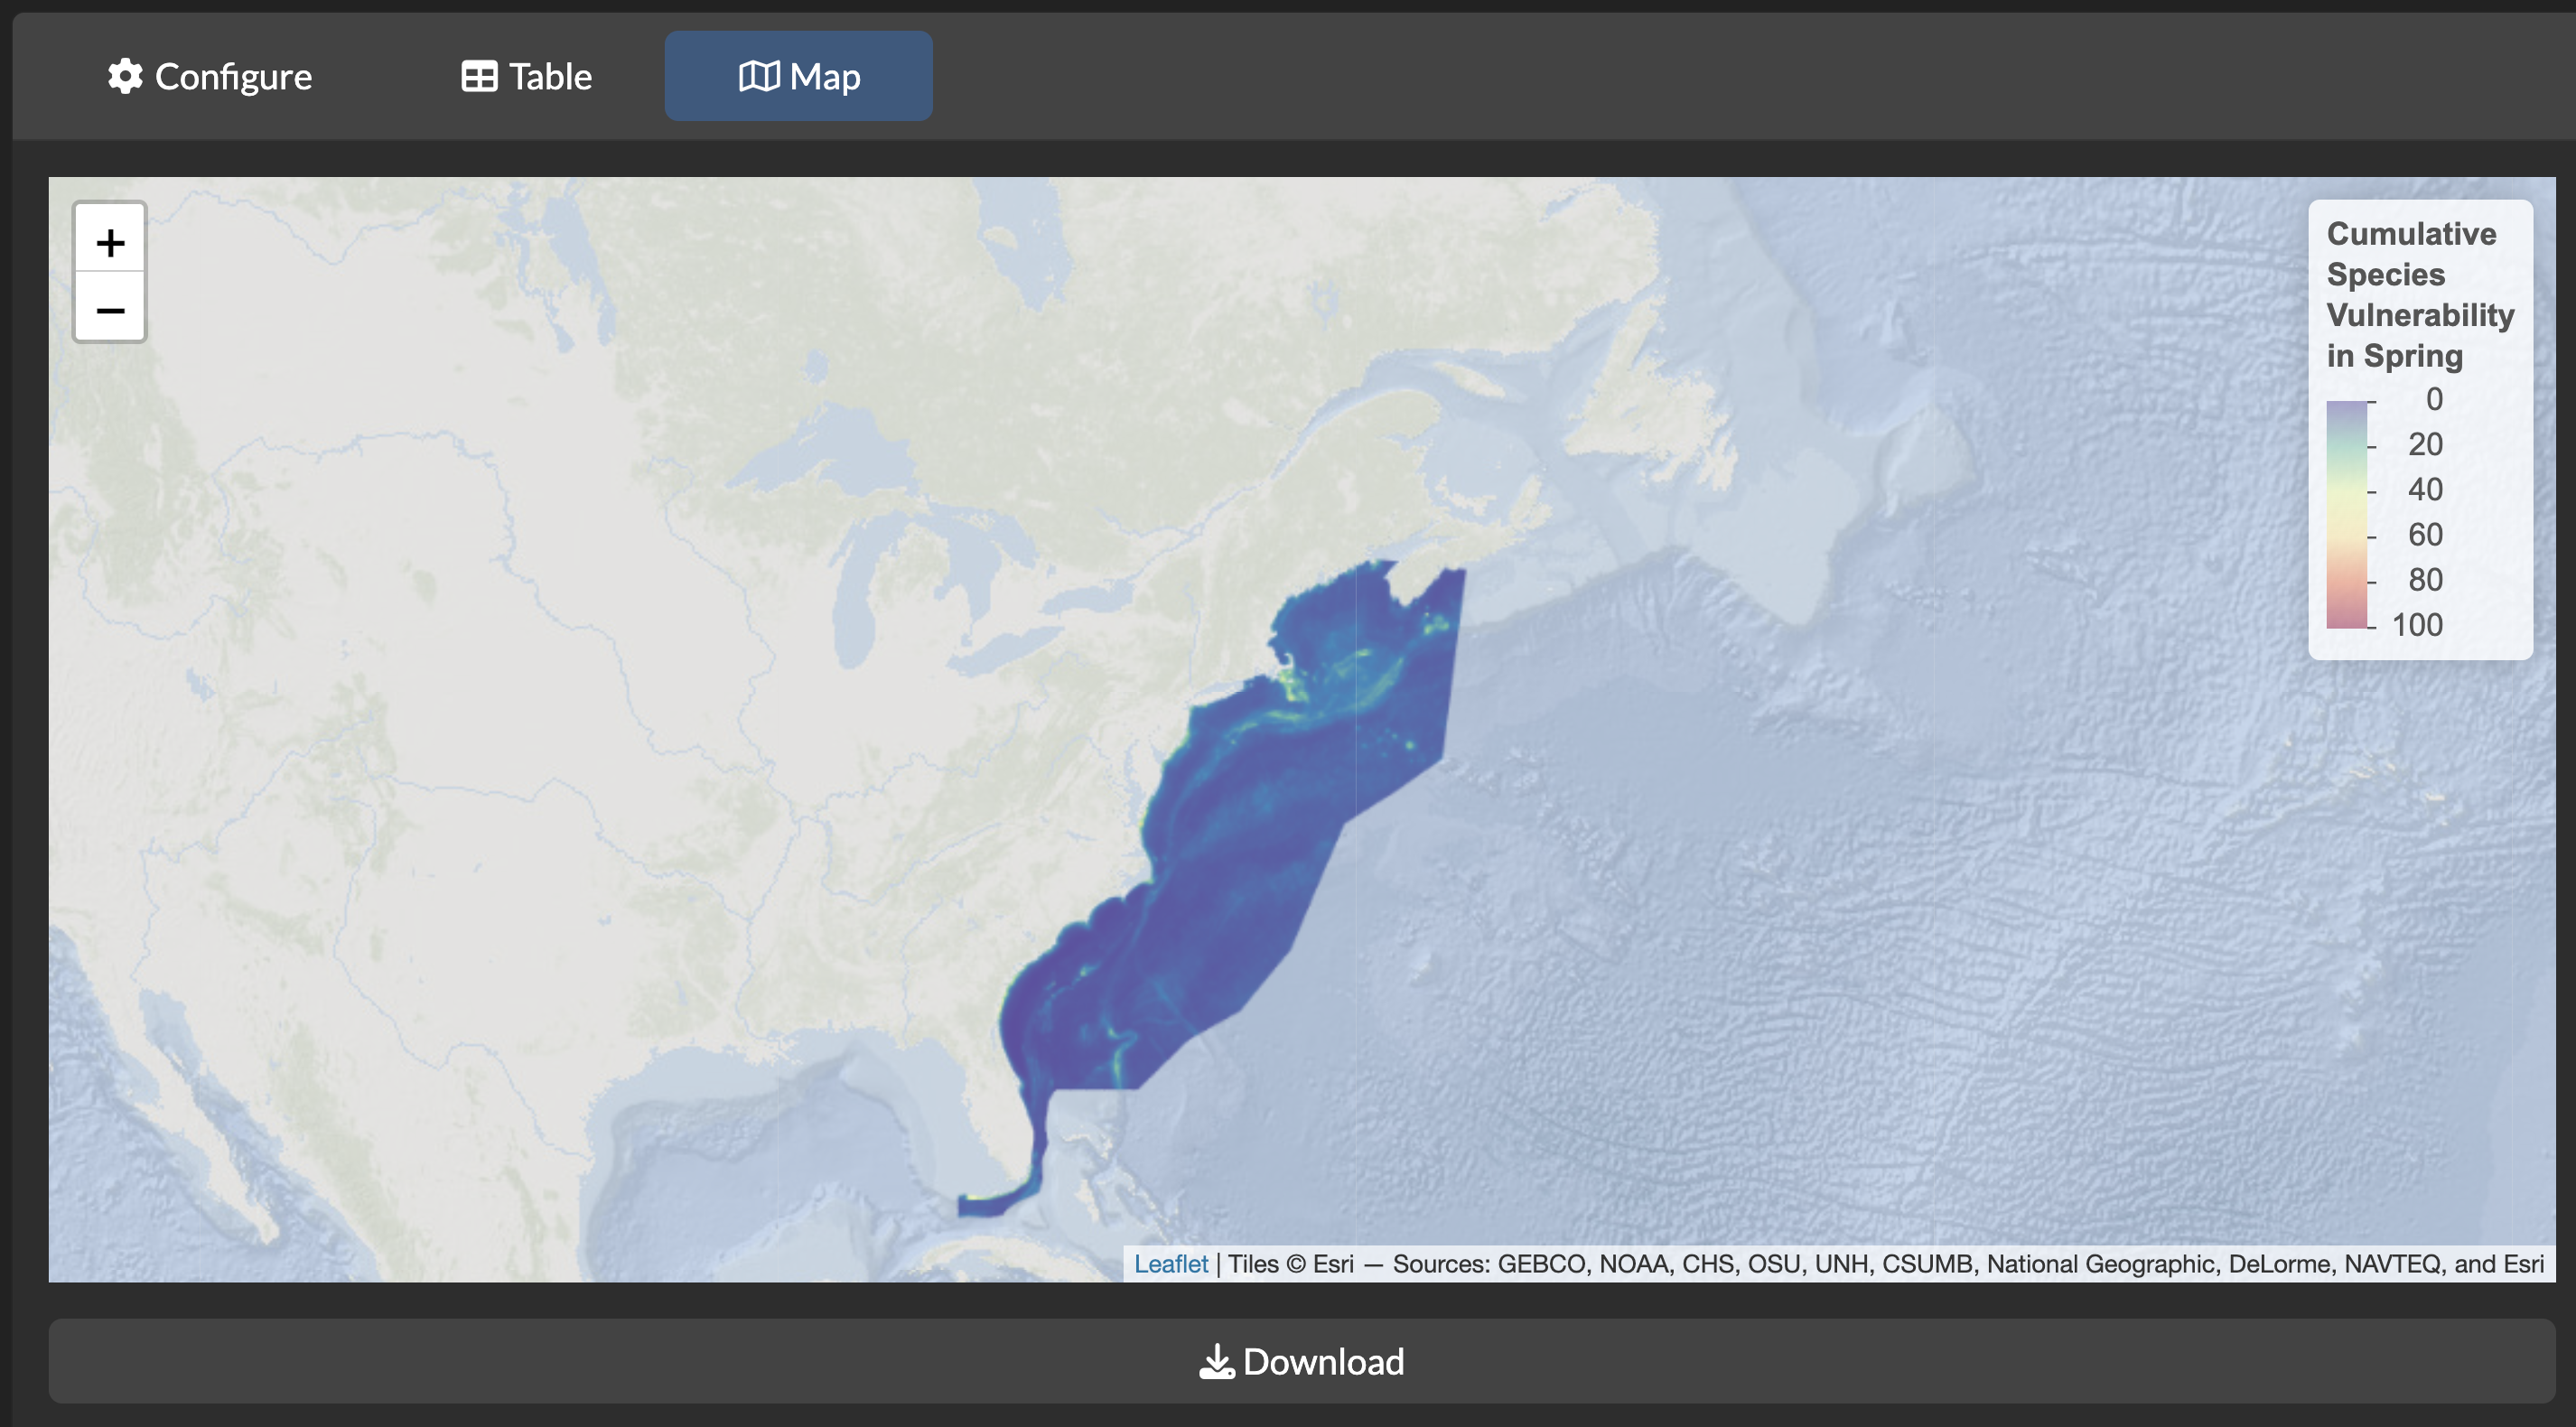 Configure Table Map
+
−
Cumulative
Species
Vulnerability
in Spring
0
20
40
60
80
100
Leaflet | Tiles © Esri — Sources: GEBCO, NOAA, CHS, OSU, UNH, CSUMB, National Geographic, DeLorme, NAVTEQ, and Esri
Download